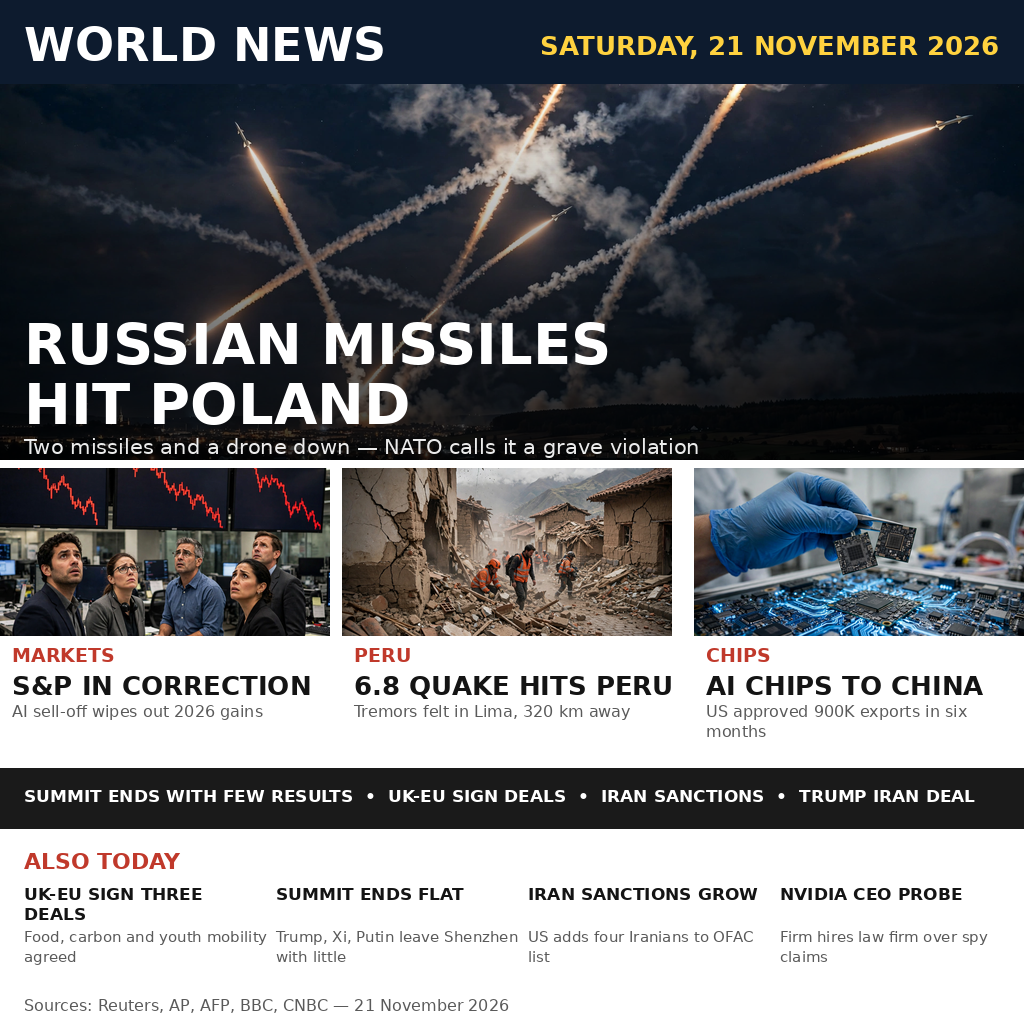 WORLD NEWS
SATURDAY, 21 NOVEMBER 2026
RUSSIAN MISSILES
HIT POLAND
Two missiles and a drone down — NATO calls it a grave violation
MARKETS
S&P IN CORRECTION
AI sell-off wipes out 2026 gains
PERU
6.8 QUAKE HITS PERU
Tremors felt in Lima, 320 km away
CHIPS
AI CHIPS TO CHINA
US approved 900K exports in six
months
SUMMIT ENDS WITH FEW RESULTS • UK-EU SIGN DEALS • IRAN SANCTIONS • TRUMP IRAN DEAL
ALSO TODAY
UK-EU SIGN THREE
DEALS
Food, carbon and youth mobility
agreed
SUMMIT ENDS FLAT
Trump, Xi, Putin leave Shenzhen
with little
IRAN SANCTIONS GROW
US adds four Iranians to OFAC
list
NVIDIA CEO PROBE
Firm hires law firm over spy
claims
Sources: Reuters, AP, AFP, BBC, CNBC — 21 November 2026